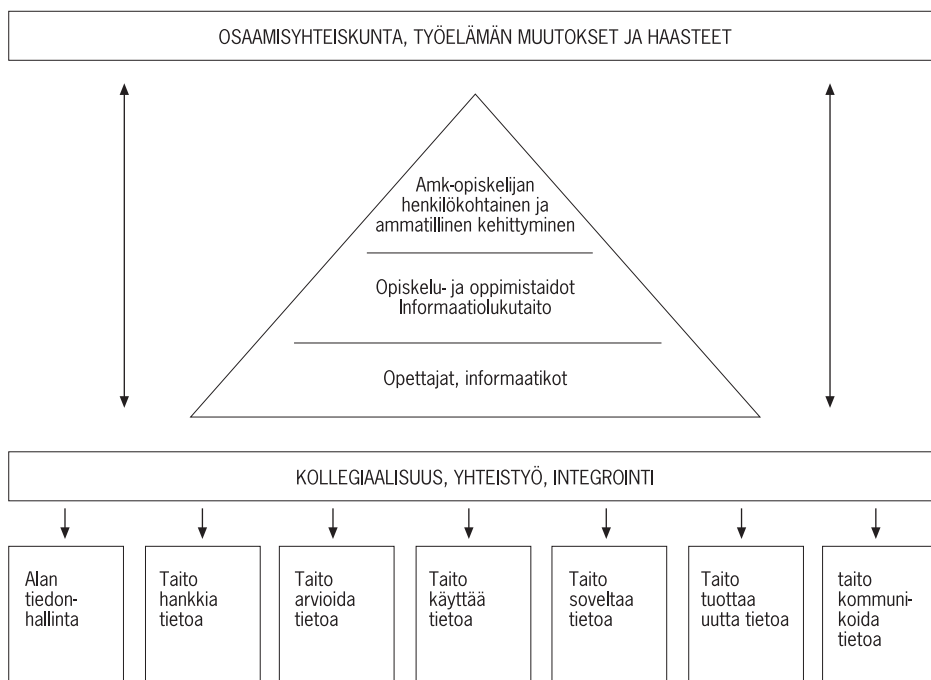 OSAAMISYHTEISKUNTA, TYÖELÄMÄN MUUTOKSET JA HAASTEET
Amk-opiskelijan
henkilökohtainen ja
ammatillinen kehittyminen
Opiskelu- ja oppimistaidot
Informaatiolukutaito
Opettajat, informaatikot
KOLLEGIAALISUUS, YHTEISTYÖ, INTEGROINTI
Alan
tiedon-
hallinta
Taito
hankkia
tietoa
Taito
arvioida
tietoa
Taito
käyttää
tietoa
Taito
soveltaa
tietoa
Taito
tuottaa
uutta tietoa
taito
kommuni-
koida
tietoa